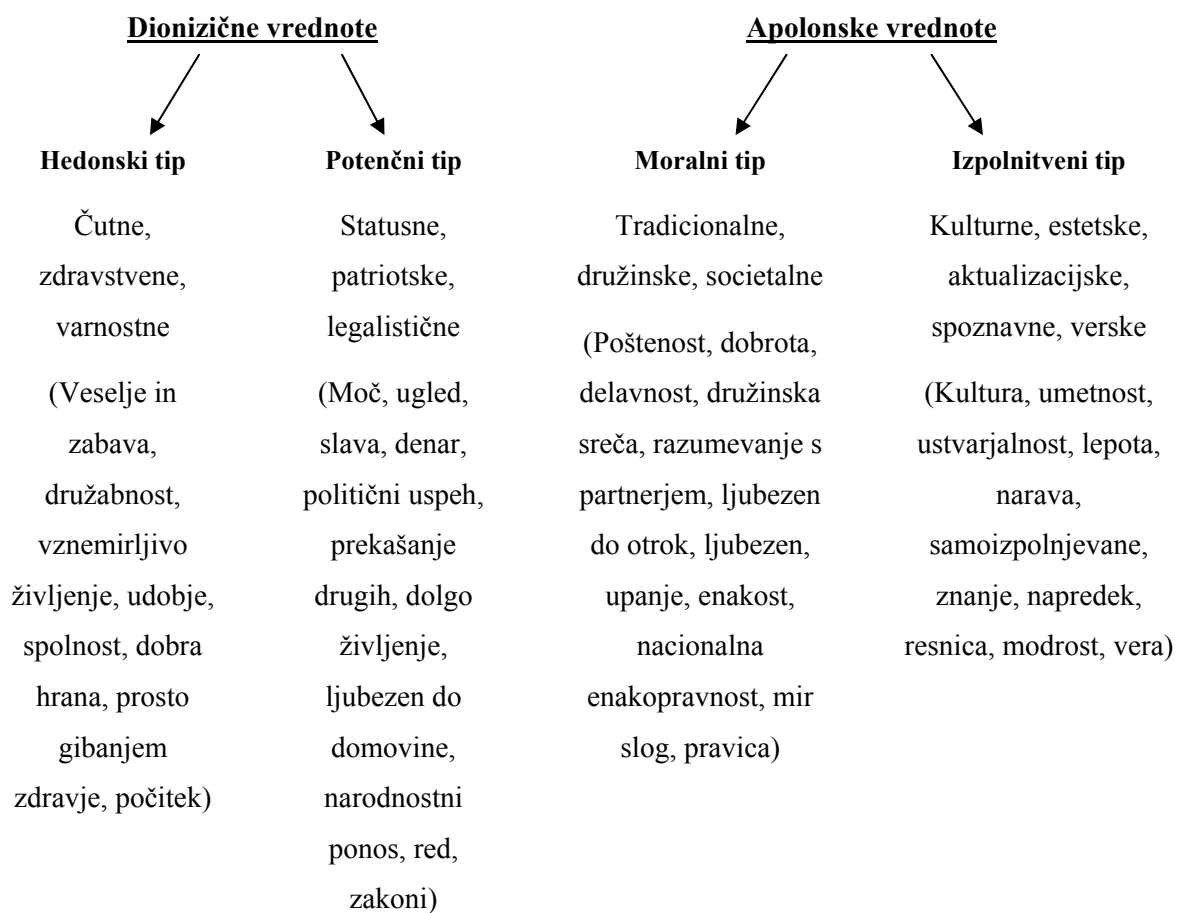 Dionizične vrednote
Apolonske vrednote
Hedonski tip
Čutne,
zdravstvene,
varnostne
(Veselje in
zabava,
družabnost,
vznemirljivo
življenje, udobje,
spolnost, dobra
hrana, prosto
gibanjem
zdravje, počitek)
Potenčni tip
Statusne,
patriotske,
legalistične
(Moč, ugled,
slava, denar,
politični uspeh,
prekašanje
drugih, dolgo
življenje,
ljubezen do
domovine,
narodnostni
ponos, red,
zakoni)
Moralni tip
Tradicionalne,
družinske, societalne
(Poštenost, dobrota,
delavnost, družinska
sreča, razumevanje s
partnerjem, ljubezen
do otrok, ljubezen,
upanje, enakost,
nacionalna
enakopravnost, mir
slog, pravica)
Izpolnitveni tip
Kulturne, estetske,
aktualizacijske,
spoznavne, verske
(Kultura, umetnost,
ustvarjalnost, lepota,
narava,
samoizpolnjevane,
znanje, napredek,
resnica, modrost, vera)